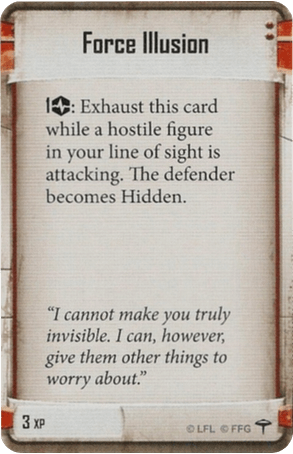 Force Illusion
1: Exhaust this card
while a hostile figure
in your line of sight is
attacking. The defender
becomes Hidden.
“I cannot make you truly
invisible. I can, however,
give them other things to
worry about.”
3 XP
© LFL © FFG